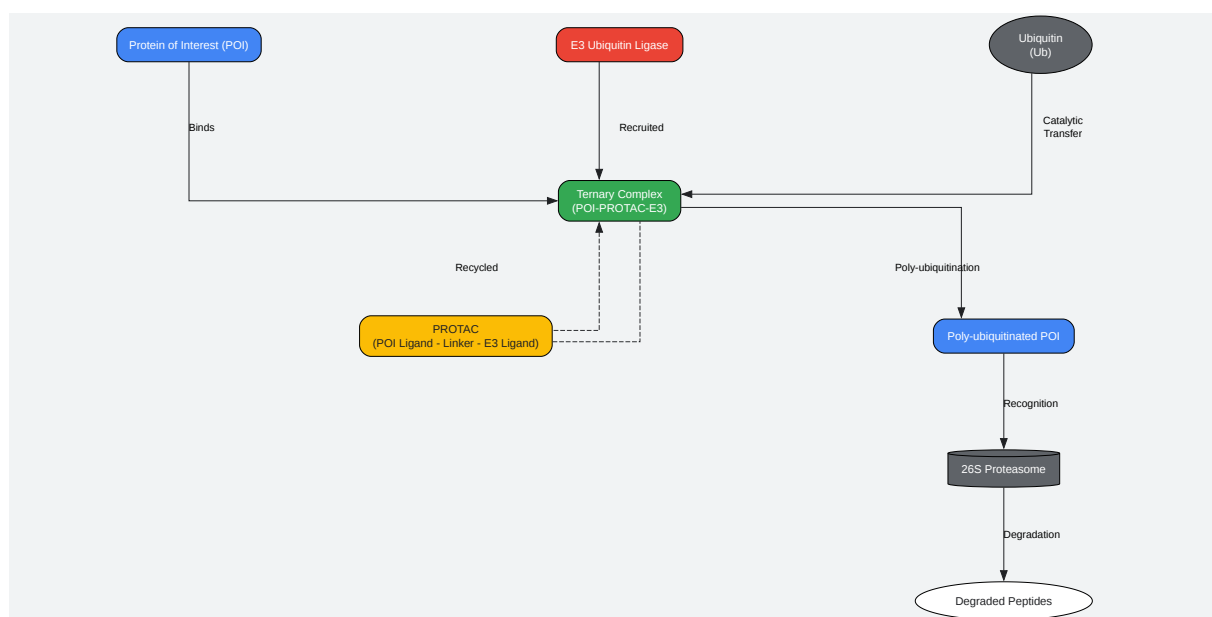 Protein of Interest (POI)
E3 Ubiquitin Ligase
Ubiquitin
(Ub)
Binds
Recruited
Catalytic
Transfer
Ternary Complex
(POI-PROTAC-E3)
Recycled
Poly-ubiquitination
PROTAC
(POI Ligand - Linker - E3 Ligand)
Poly-ubiquitinated POI
Recognition
26S Proteasome
Degradation
Degraded Peptides